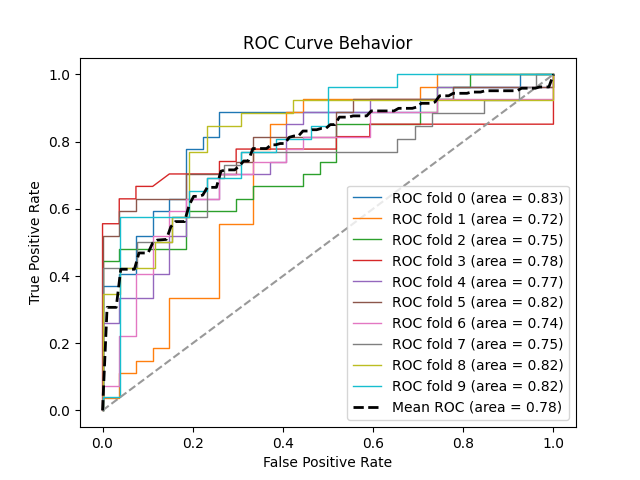 ROC Curve Behavior
True Positive Rate
1.0
0.8
0.6
0.4
0.2
0.0
ROC fold 0 (area = 0.83)
ROC fold 1 (area = 0.72)
ROC fold 2 (area = 0.75)
ROC fold 3 (area = 0.78)
ROC fold 4 (area = 0.77)
ROC fold 5 (area = 0.82)
ROC fold 6 (area = 0.74)
ROC fold 7 (area = 0.75)
ROC fold 8 (area = 0.82)
ROC fold 9 (area = 0.82)
Mean ROC (area = 0.78)
0.0 0.2 0.4 0.6 0.8 1.0
False Positive Rate